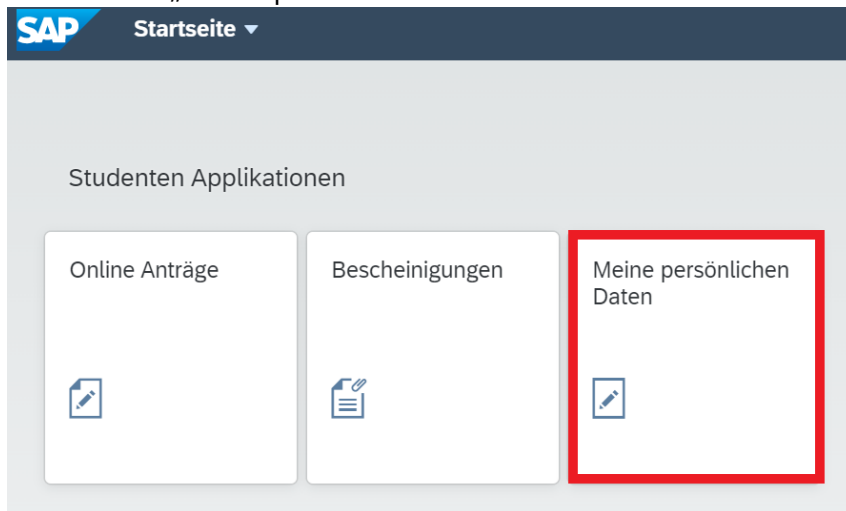 SAP Startseite
Studenten Applikationen
Online Anträge
Bescheinigungen
Meine persönlichen
Daten